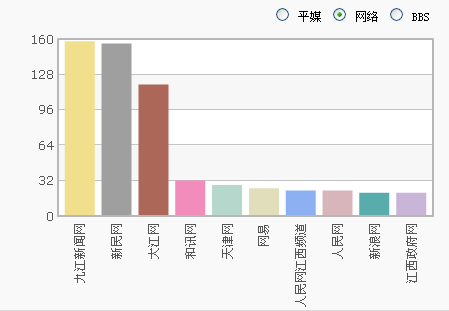 平媒 网络 BBS
160
128
96
64
32
0
九江新闻网
新民网
大江网
和讯网
天津网
网易
人民网江西频道
人民网
新浪网
江西政府网